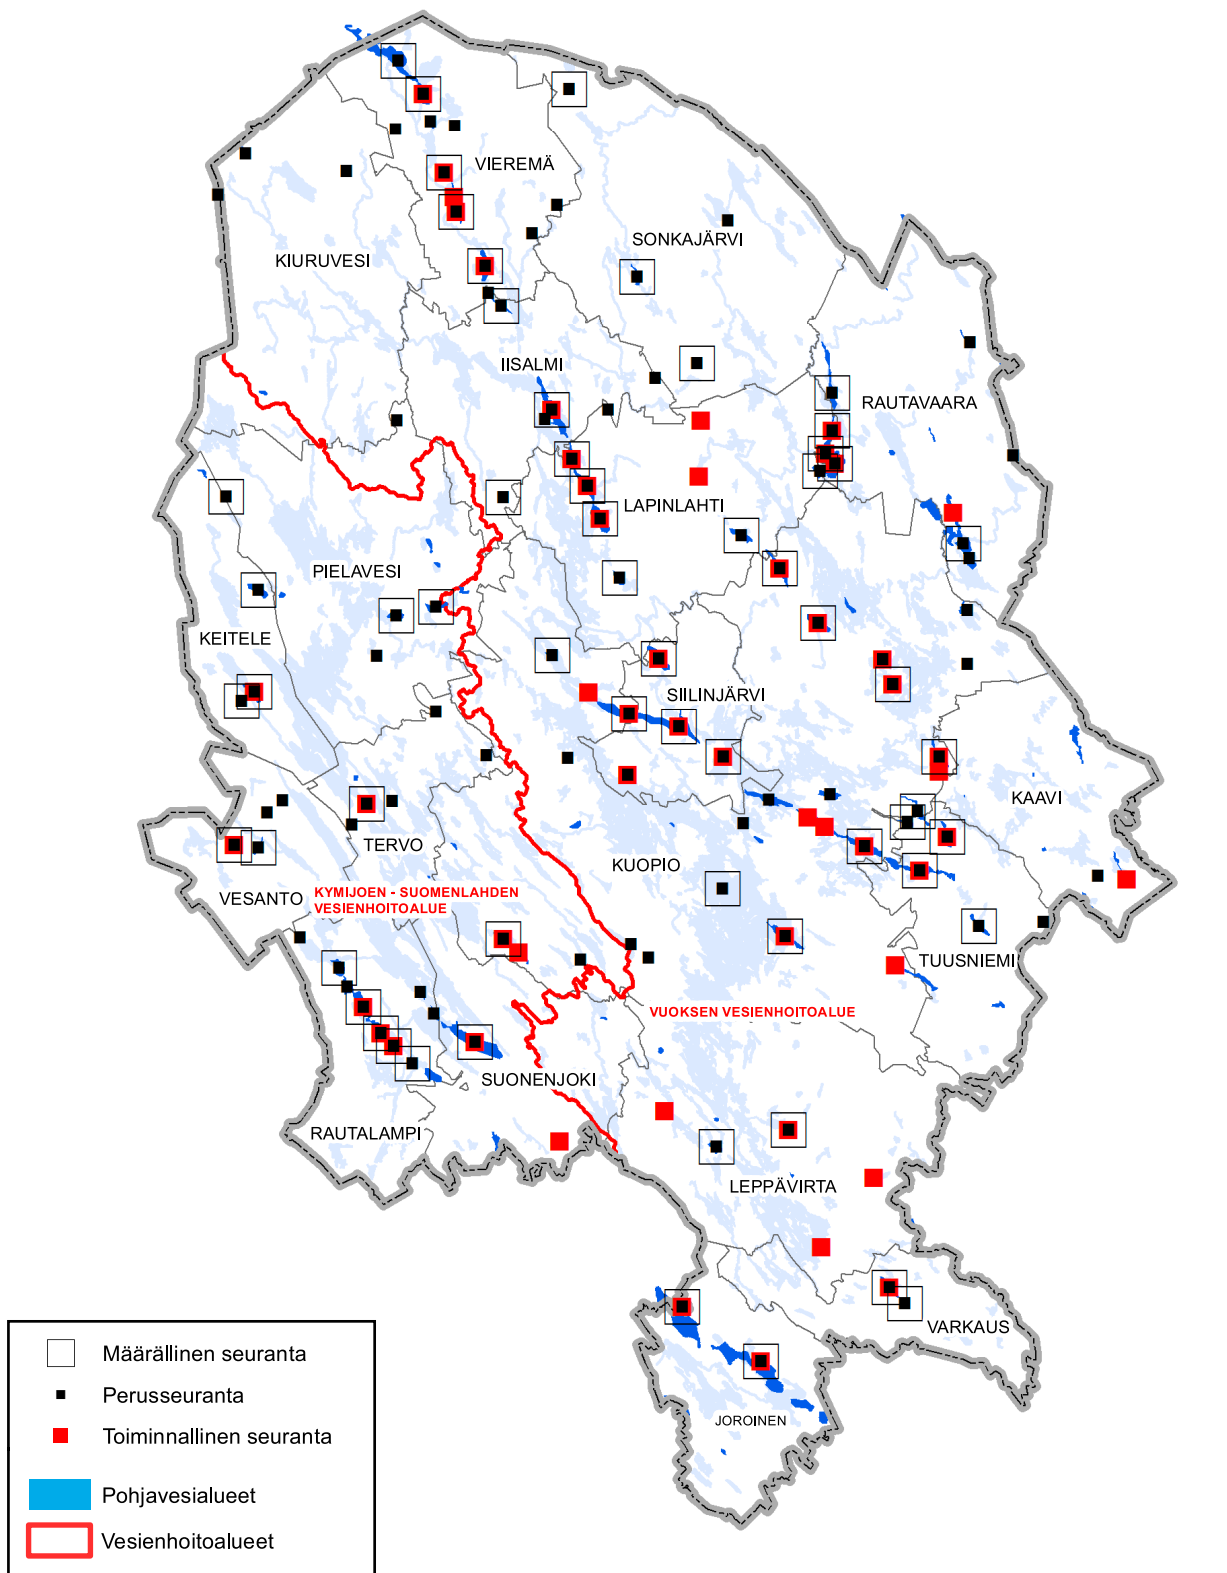 VIEREMÄ
SONKAJÄRVI
KIURUVESI
IISALMI
RAUTAVAARA
LAPINLAHTI
PIELAVESI
KEITELE
SIILINJÄRVI
KAAVI
TERVO
KUOPIO
VESANTO
KYMIJOEN - SUOMENLAHDEN
VESIENHOITOALUE
TUUSNIEMI
VUOKSEN VESIENHOITOALUE
SUONENJOKI
RAUTALAMPI
LEPPÄVIRTA
VARKAUS
JOROINEN
Määrällinen seuranta
Perusseuranta
Toiminnallinen seuranta
Pohjavesialueet
Vesienhoitoalueet